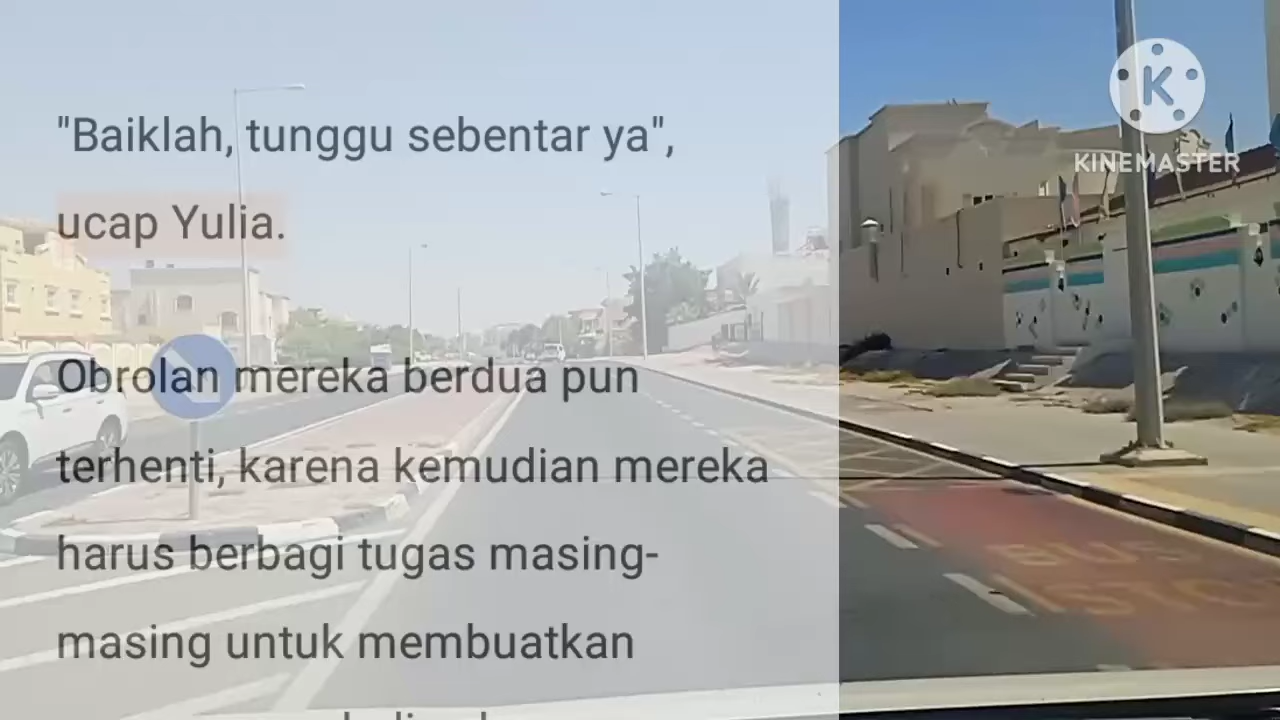 "Baiklah, tunggu sebentar ya",
ucap Yulia.
Obrolan mereka berdua pun
terhenti, karena kemudian mereka
harus berbagi tugas masing-
masing untuk membuatkan
KINEMASTER
BUS
STOP